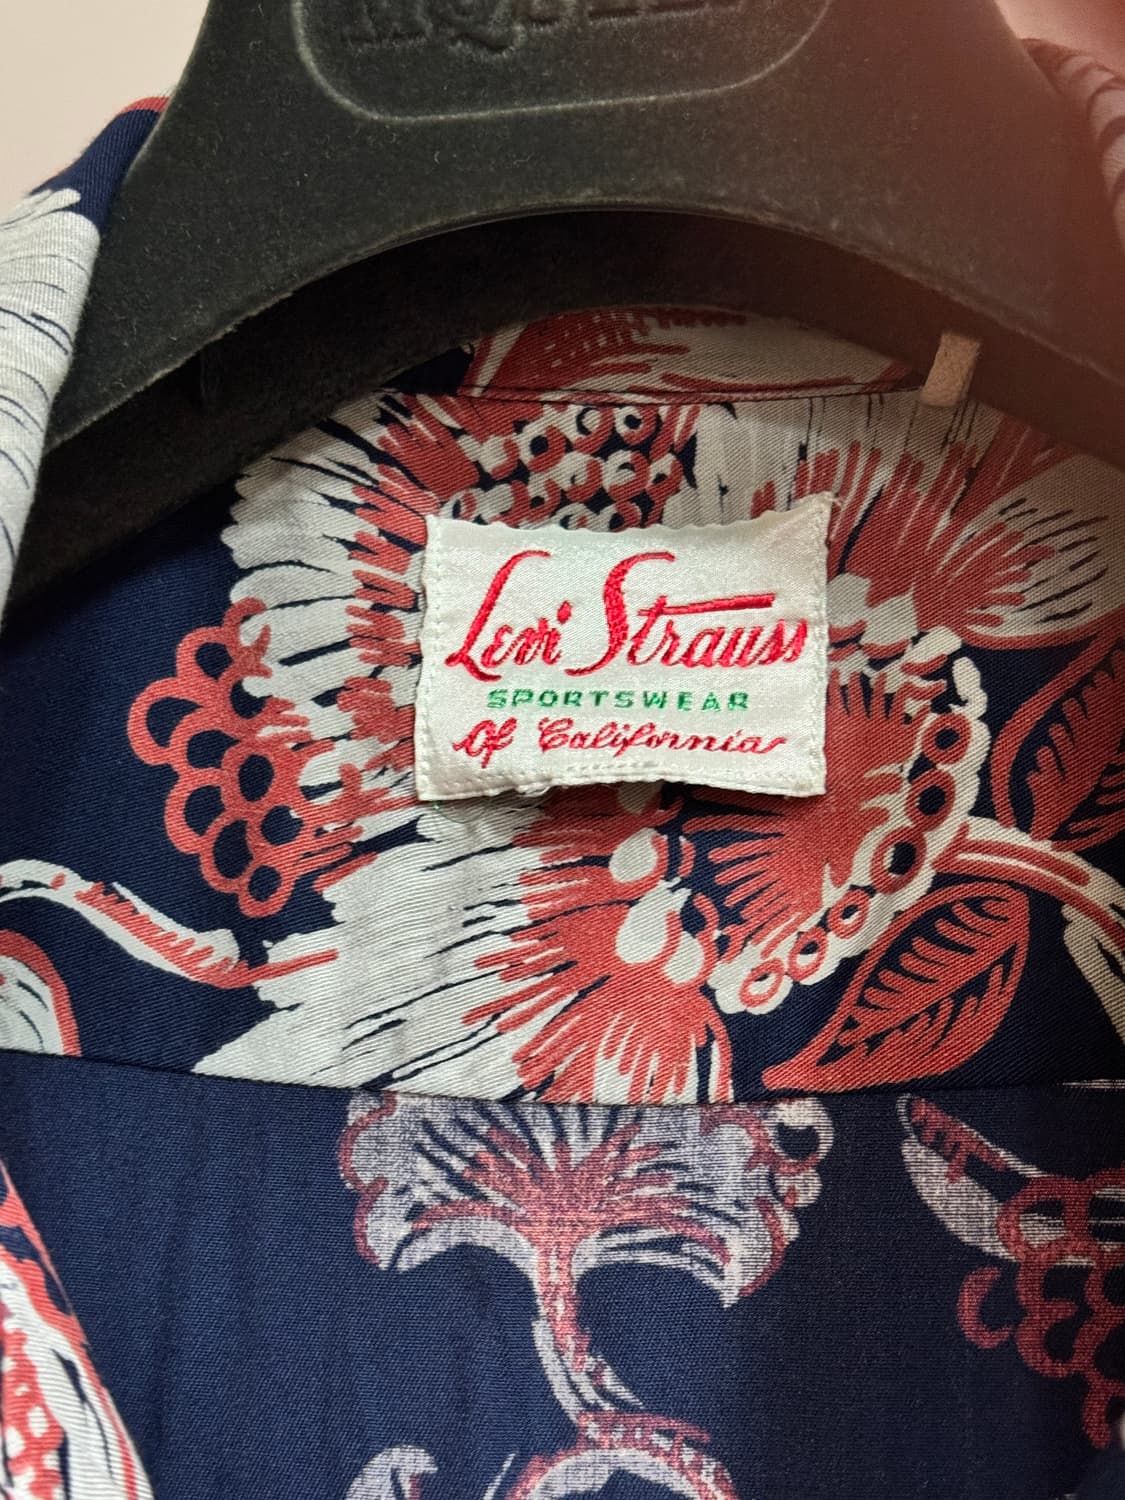 Levi Strauss
SPORTSWEAR
Of California